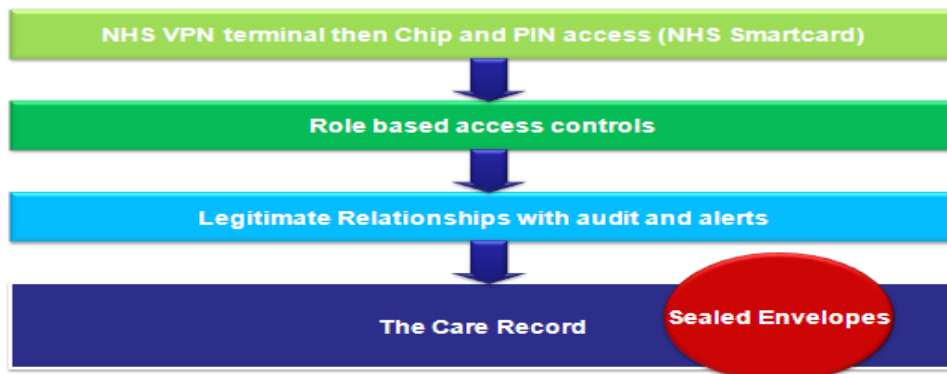 NHS VPN terminal then Chip and PIN access (NHS Smartcard)
Role based access controls
Legitimate Relationships with audit and alerts
The Care Record
Sealed Envelopes